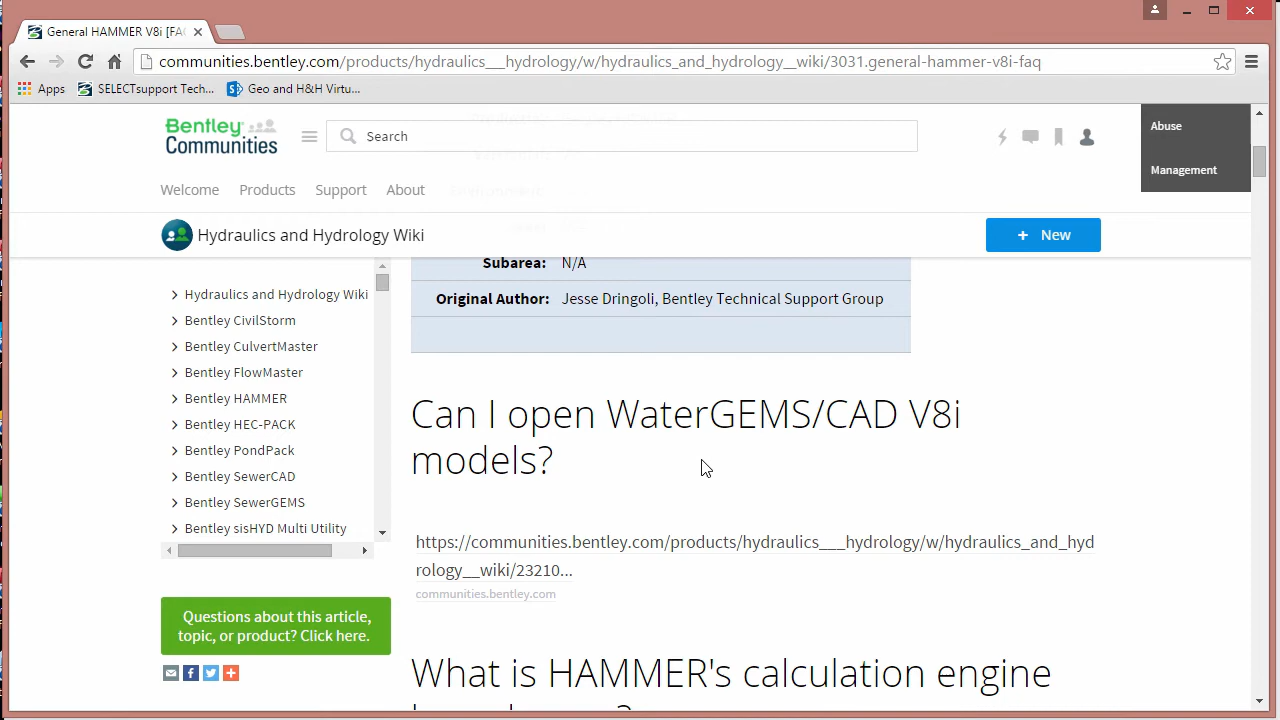 General HAMMER V8i [FAQ
communities.bentley.com/products/hydraulics___hydrology/w/hydraulics_and_hydrology__wiki/3031.general-hammer-v8i-faq
Apps SELECTsupport Tech... Geo and H&H Virtu...
Bentley Communities
Search
Abuse
Management
Welcome Products Support About
Hydraulics and Hydrology Wiki
+ New
Subarea: N/A
Original Author: Jesse Dringoli, Bentley Technical Support Group
Hydraulics and Hydrology Wiki
Bentley CivilStorm
Bentley CulvertMaster
Bentley FlowMaster
Bentley HAMMER
Bentley HEC-PACK
Bentley PondPack
Bentley SewerCAD
Bentley SewerGEMS
Bentley sisHYD Multi Utility
Questions about this article,
topic, or product? Click here.
Can I open WaterGEMS/CAD V8i
models?
https://communities.bentley.com/products/hydraulics___hydrology/w/hydraulics_and_hyd
rology__wiki/23210...
communities.bentley.com
What is HAMMER's calculation engine